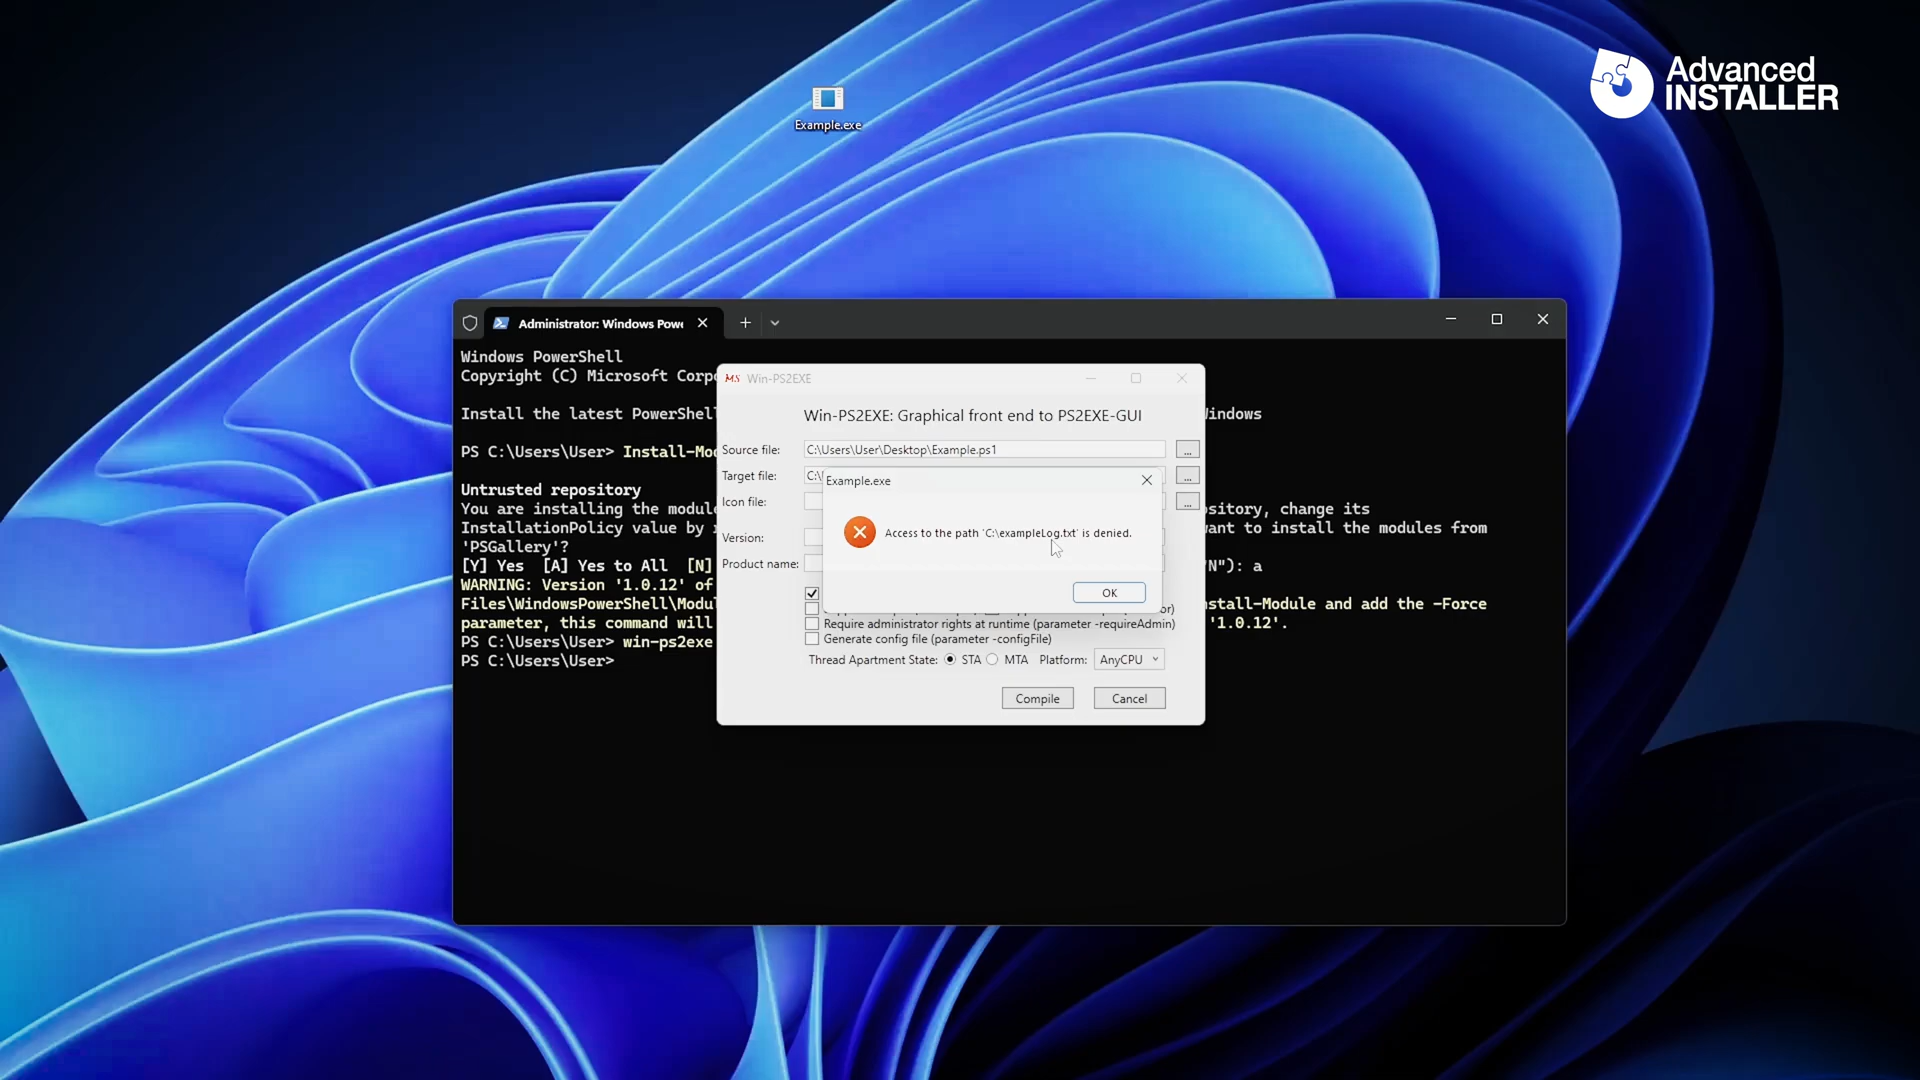 Advanced
INSTALLER
Example.exe
Administrator: Windows Powe
Windows PowerShell
Copyright (C) Microsoft Corpo
Install the latest PowerShell
Windows
PS C:\Users\User> Install-Mo
Untrusted repository
You are installing the module
sitory, change its
InstallationPolicy value by
want to install the modules from
'PSGallery'?
[Y] Yes [A] Yes to All [N]
"N"): a
WARNING: Version '1.0.12' of
Files\WindowsPowerShell\Modul
stall-Module and add the -Force
parameter, this command will
'1.0.12'.
PS C:\Users\User> win-ps2exe
PS C:\Users\User>
MS Win-PS2EXE
Win-PS2EXE: Graphical front end to PS2EXE-GUI
Source file: C:\Users\User\Desktop\Example.ps1 ...
Target file: C:\ ...
Icon file: ...
Version:
Product name:
Example.exe
Access to the path 'C:\exampleLog.txt' is denied.
OK
Require administrator rights at runtime (parameter -requireAdmin)
Generate config file (parameter -configFile)
Thread Apartment State: STA MTA Platform: AnyCPU
Compile Cancel